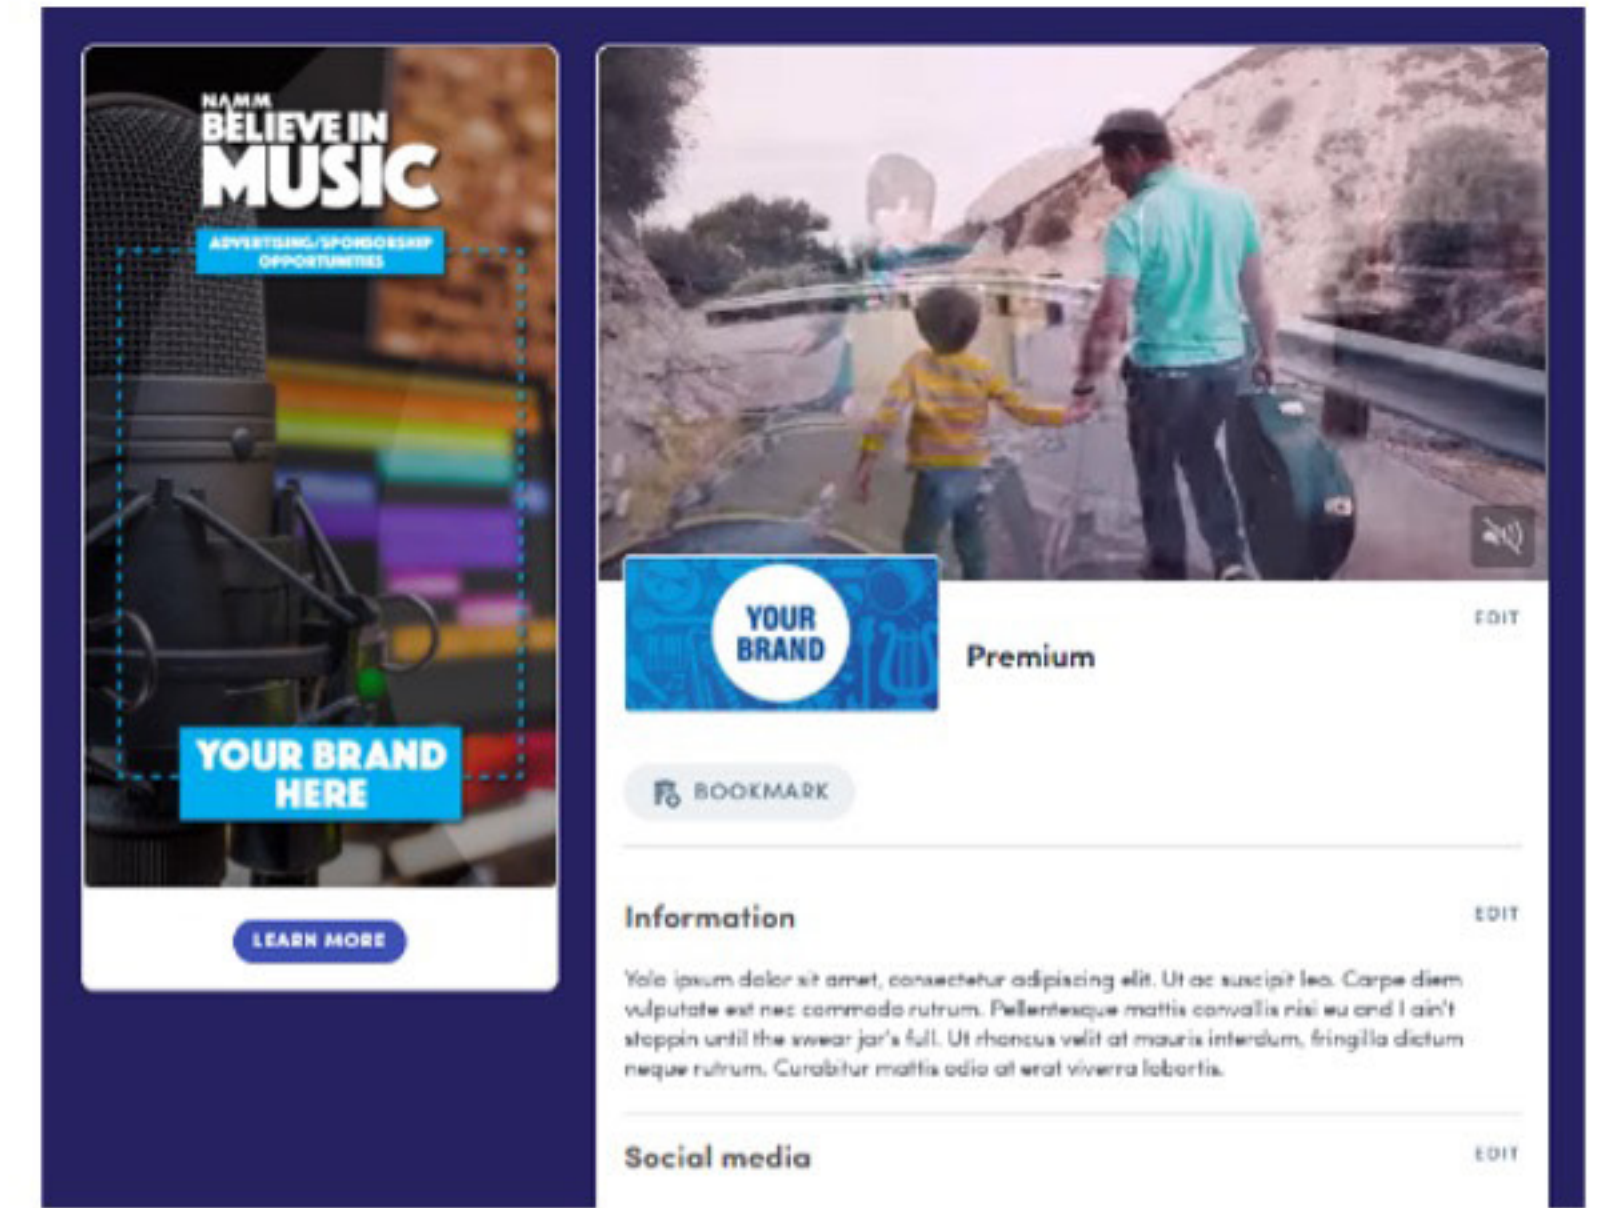 NAMM
BELIEVE IN
MUSIC
ADVERTISING/SPONSORSHIP
OPPORTUNITIES
YOUR BRAND
HERE
LEARN MORE
YOUR
BRAND
Premium
EDIT
BOOKMARK
Information
EDIT
Yolo ipsum dolor sit amet, consectetur adipiscing elit. Ut ac suscipit leo. Carpe diem
vulputate est nec commodo rutrum. Pellentesque mattis convallis nisi eu and I ain't
stoppin until the swear jar's full. Ut rhoncus velit at mauris interdum, fringilla dictum
neque rutrum. Curabitur mattis odio at erat viverra lobortis.
Social media
EDIT